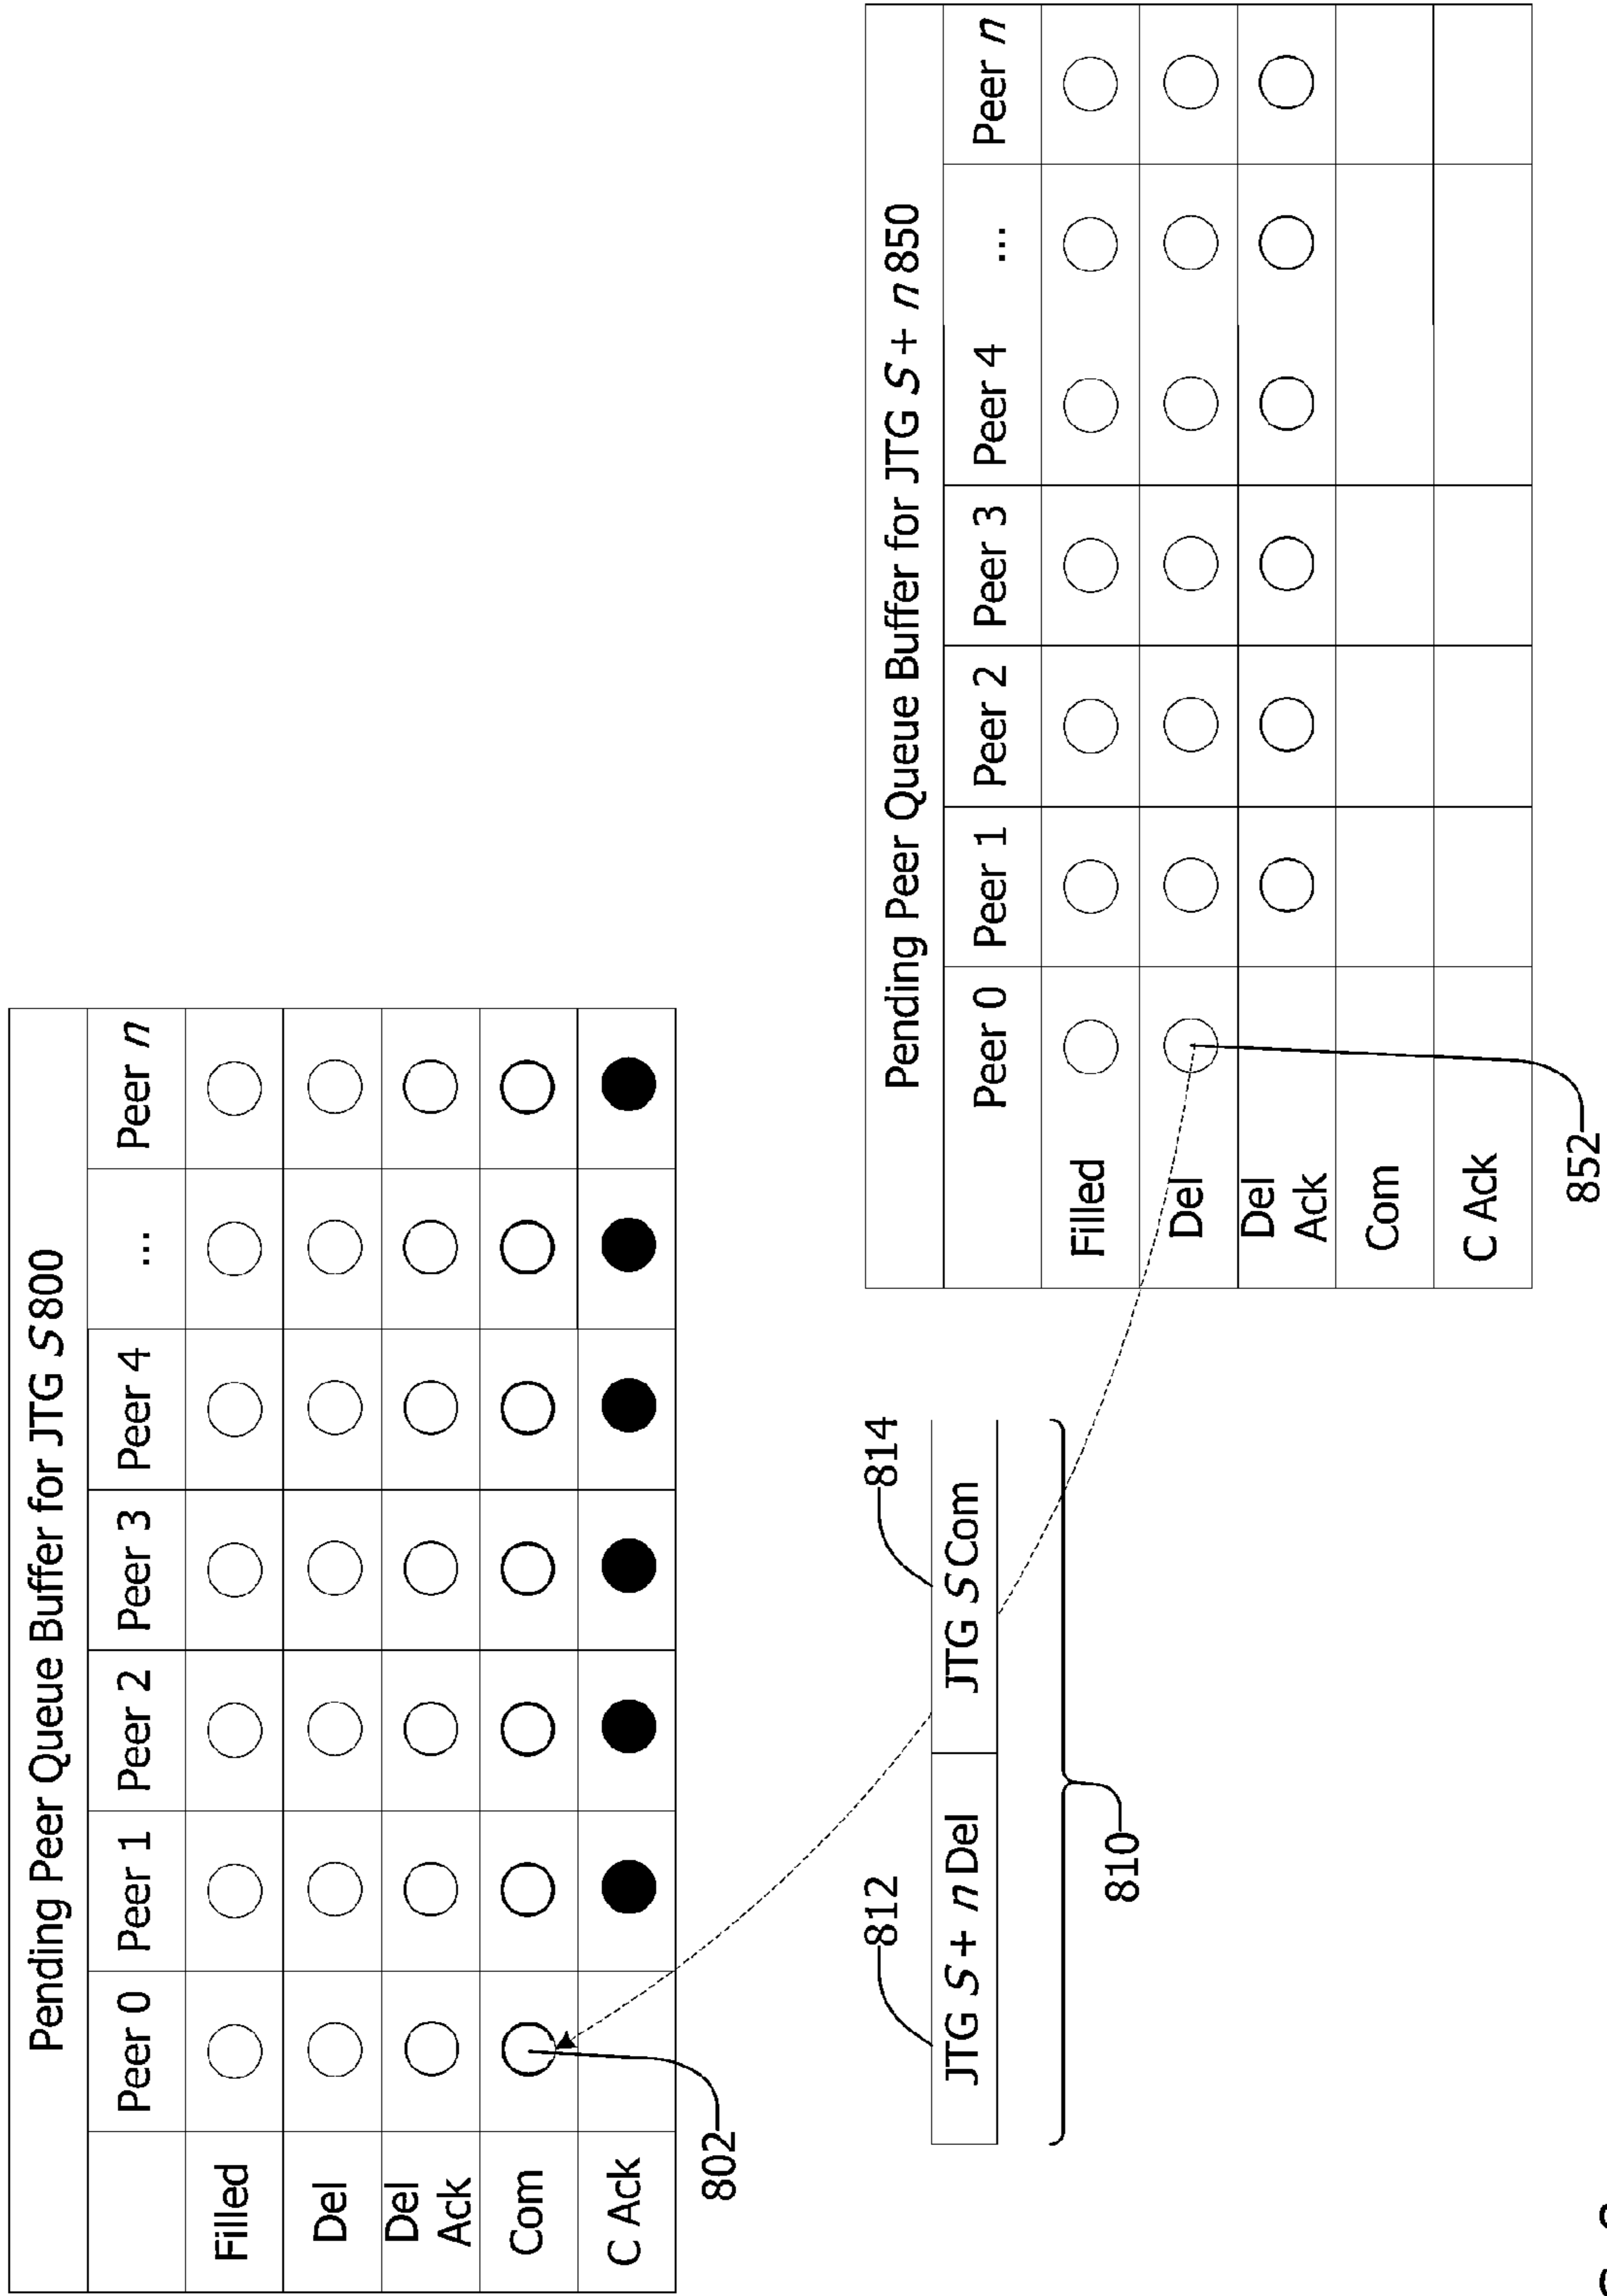 Pending Peer Queue Buffer for JTG S 800
Peer 0 Peer 1 Peer 2 Peer 3 Peer 4 ... Peer n
Filled
Del
Del
Ack
Com
C Ack
802
812
814
JTG S + n Del JTG S Com
810
Pending Peer Queue Buffer for JTG S + n 850
Peer 0 Peer 1 Peer 2 Peer 3 Peer 4 ... Peer n
Filled
Del
Del
Ack
Com
C Ack
852